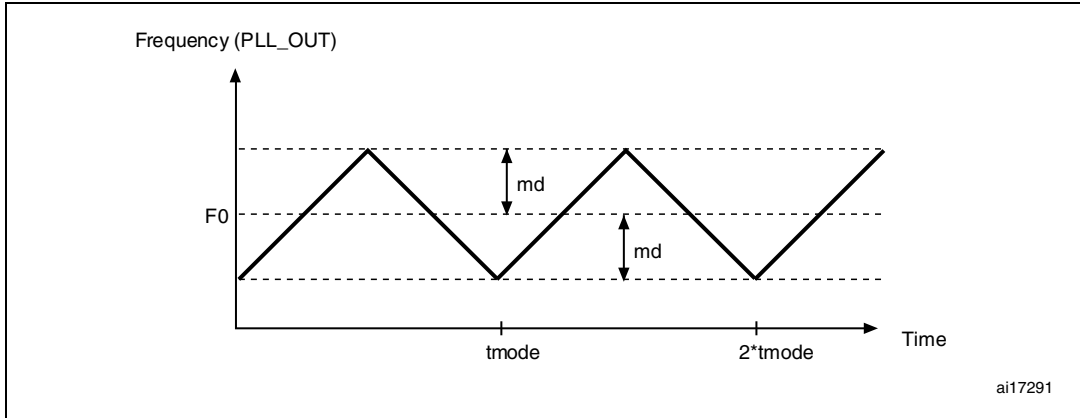 Frequency (PLL_OUT)
md
F0
md
Time
tmode
2*tmode
ai17291